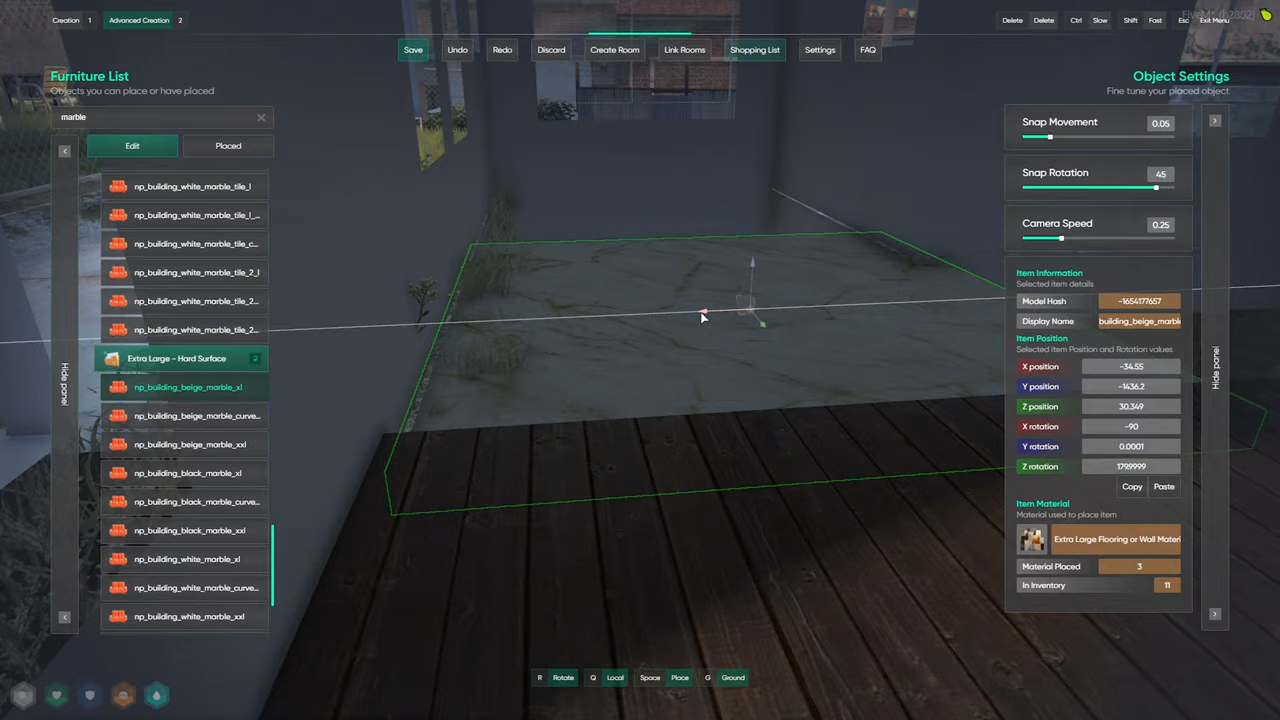 Creation 1 Advanced Creation 2
FiveM® (b2802)
Delete Delete Ctrl Slow Shift Fast Esc Exit Menu
Save Undo Redo Discard Create Room Link Rooms Shopping List Settings FAQ
Furniture List
Objects you can place or have placed
marble
Edit Placed
np_building_white_marble_tile_l
np_building_white_marble_tile_l_...
np_building_white_marble_tile_c...
np_building_white_marble_tile_2_l
np_building_white_marble_tile_2...
np_building_white_marble_tile_2...
Extra Large - Hard Surface
np_building_beige_marble_xl
np_building_beige_marble_curve...
np_building_beige_marble_xxl
np_building_black_marble_xl
np_building_black_marble_curve...
np_building_black_marble_xxl
np_building_white_marble_xl
np_building_white_marble_curve...
np_building_white_marble_xxl
Hide panel
R Rotate Q Local Space Place G Ground
Object Settings
Fine tune your placed object
Snap Movement 0.05
Snap Rotation 45
Camera Speed 0.25
Item Information
Selected item details
Model Hash -1654177657
Display Name building_beige_marbl
Item Position
Selected item Position and Rotation values
X position -34.55
Y position -1436.2
Z position 30.349
X rotation -90
Y rotation 0.0001
Z rotation 179.9999
Copy Paste
Item Material
Material used to place item
Extra Large Flooring or Wall Materi
Material Placed 3
In Inventory 11
Hide panel